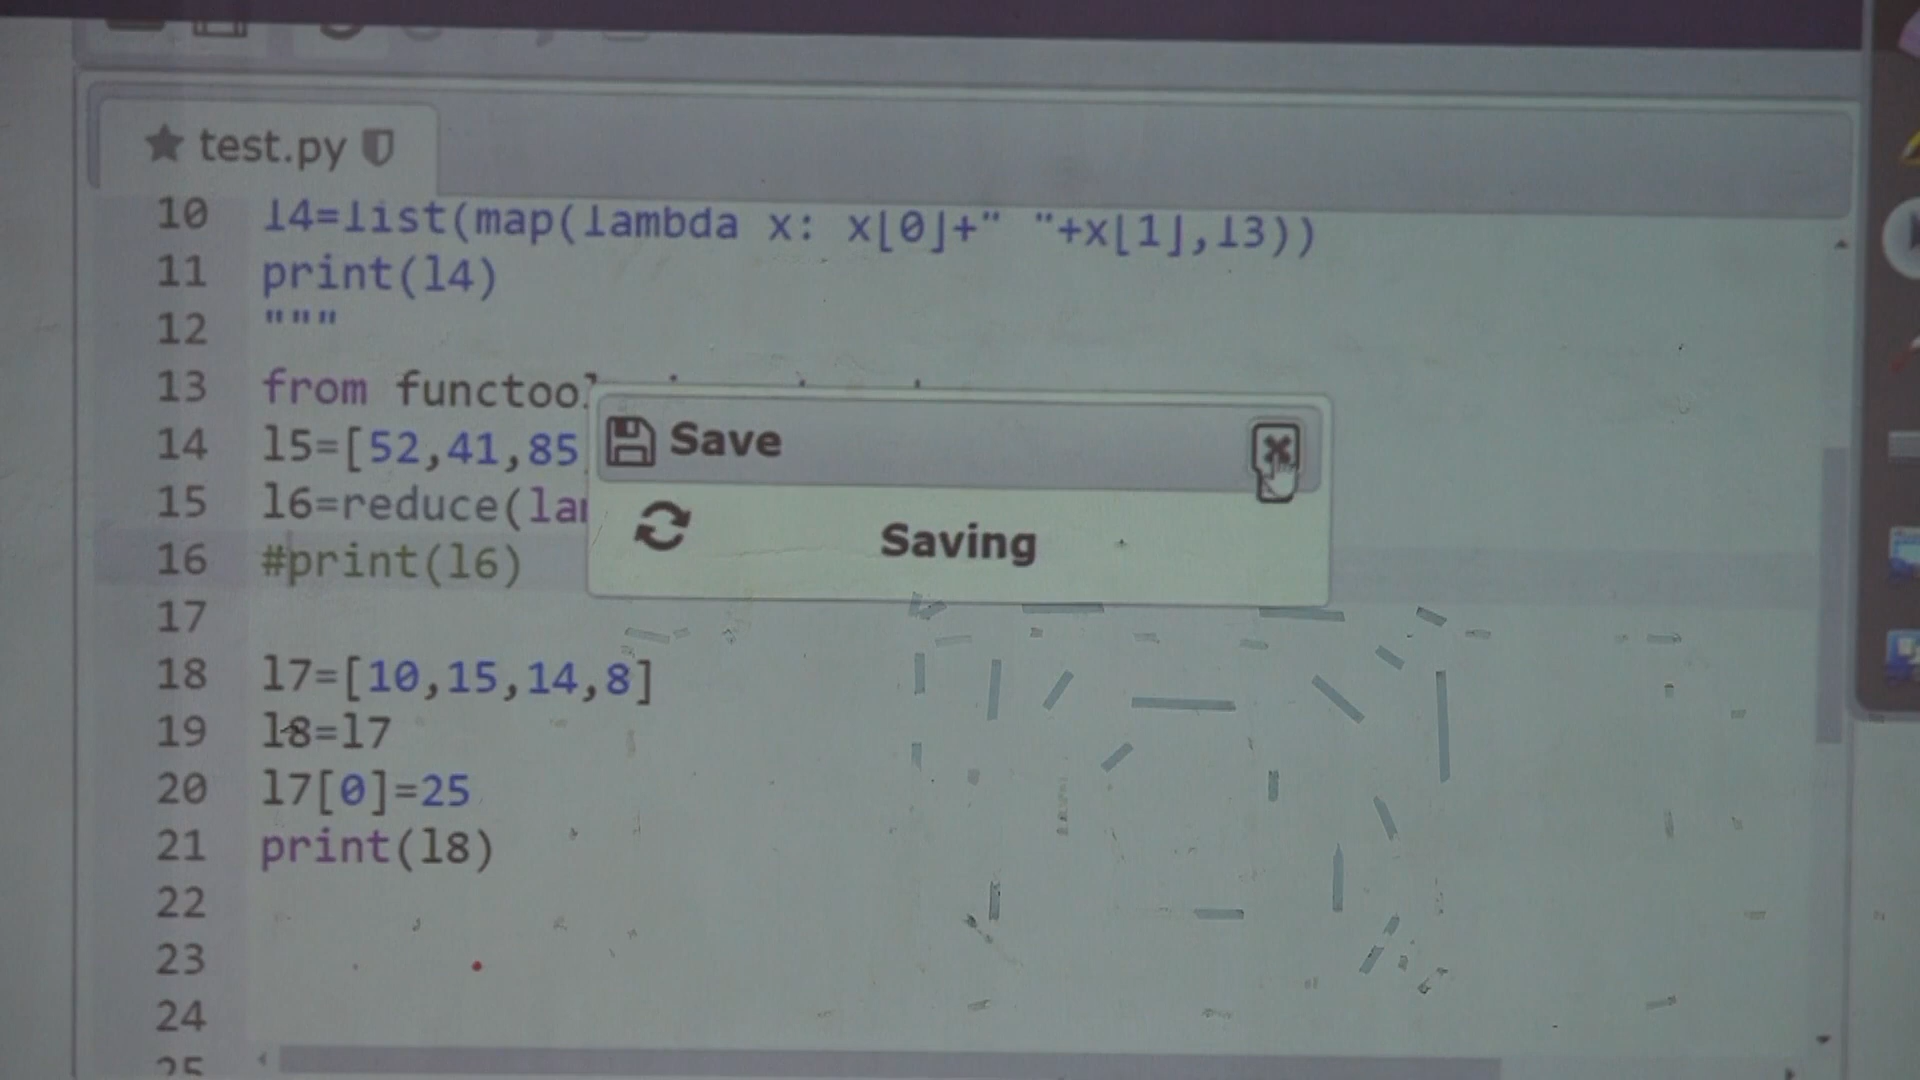 test.py
10 l4=list(map(lambda x: x[0]+" "+x[1],l3))
11 print(l4)
12 """
13 from
14 l5=[52,41,85
15 l6=reduce(
16 #print(l6)
17
18 l7=[10,15,14,8]
19 l8=l7
20 l7[0]=25
21 print(l8)
22
23
24
25
Save
Saving